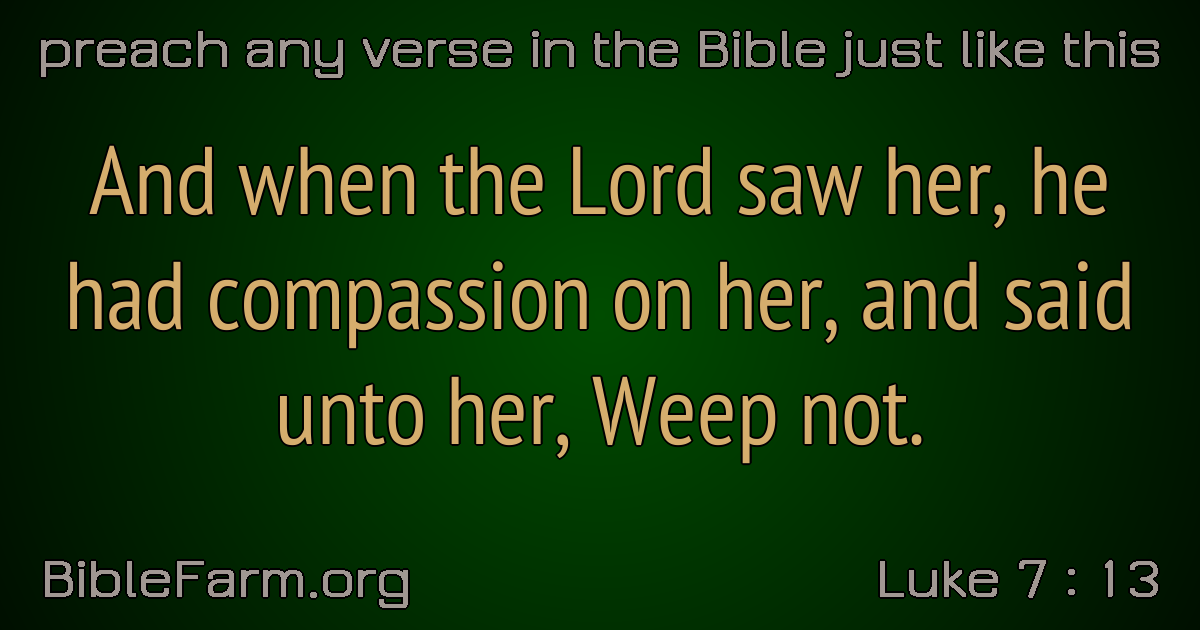 preach any verse in the Bible just like this
And when the Lord saw her, he
had compassion on her, and said
unto her, Weep not.
BibleFarm.org
Luke 7 : 13